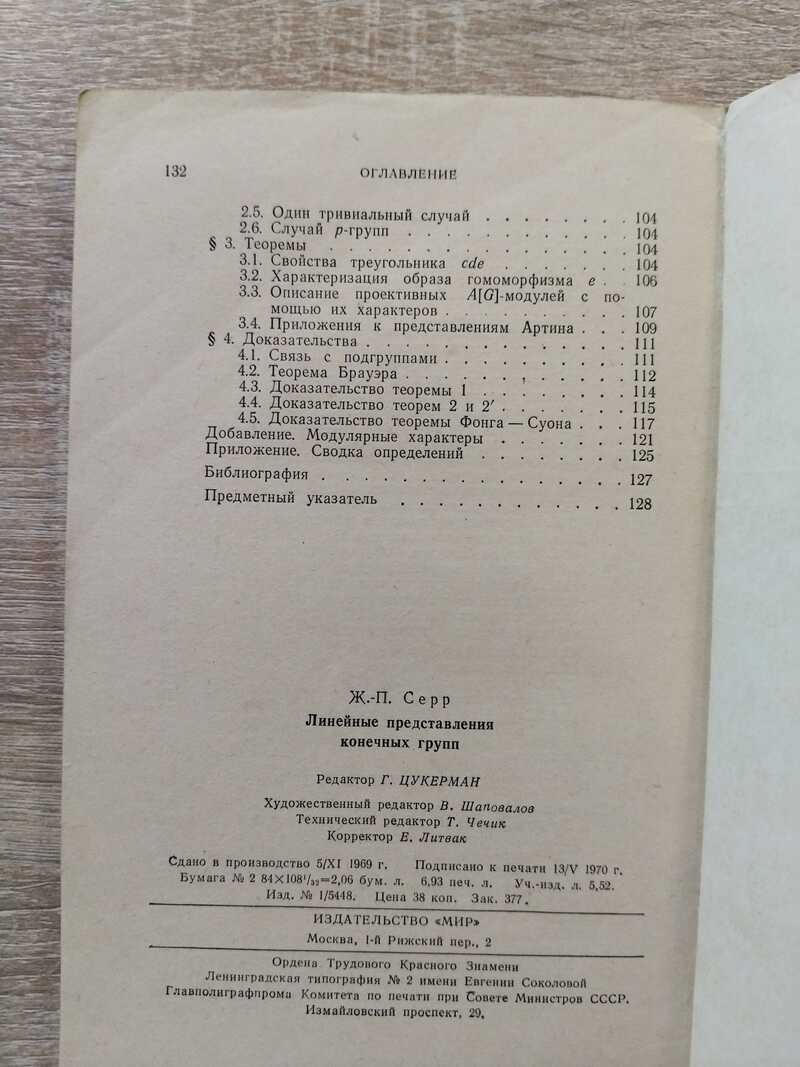 132 ОГЛАВЛЕНИЕ
2.5. Один тривиальный случай . . . . . . . . 104
2.6. Случай p-групп . . . . . . . . . . . . 104
§ 3. Теоремы . . . . . . . . . . . . . . . . 104
3.1. Свойства треугольника cde . . . . . . . 104
3.2. Характеризация образа гомоморфизма e . . 106
3.3. Описание проективных A[G]-модулей с по-
мощью их характеров . . . . . . . . . . 107
3.4. Приложения к представлениям Артина . . . 109
§ 4. Доказательства . . . . . . . . . . . . . 111
4.1. Связь с подгруппами . . . . . . . . . . 111
4.2. Теорема Брауэра . . . . . . , . . . . . 112
4.3. Доказательство теоремы 1 . . . . . . . . 114
4.4. Доказательство теорем 2 и 2′ . . . . . . . 115
4.5. Доказательство теоремы Фонга — Суона . . . 117
Добавление. Модулярные характеры . . . . . . . 121
Приложение. Сводка определений . . . . . . . . 125
Библиография . . . . . . . . . . . . . . . . . 127
Предметный указатель . . . . . . . . . . . . . 128
Ж.-П. Серр
Линейные представления
конечных групп
Редактор Г. ЦУКЕРМАН
Художественный редактор В. Шаповалов
Технический редактор Т. Чечик
Корректор Е. Литвак
Сдано в производство 5/XI 1969 г. Подписано к печати 13/V 1970 г.
Бумага № 2 84×108¹/₃₂=2,06 бум. л. 6,93 печ. л. Уч.-изд. л. 5,52.
Изд. № 1/5448. Цена 38 коп. Зак. 377.
ИЗДАТЕЛЬСТВО «МИР»
Москва, 1-й Рижский пер., 2
Ордена Трудового Красного Знамени
Ленинградская типография № 2 имени Евгении Соколовой
Главполиграфпрома Комитета по печати при Совете Министров СССР.
Измайловский проспект, 29.